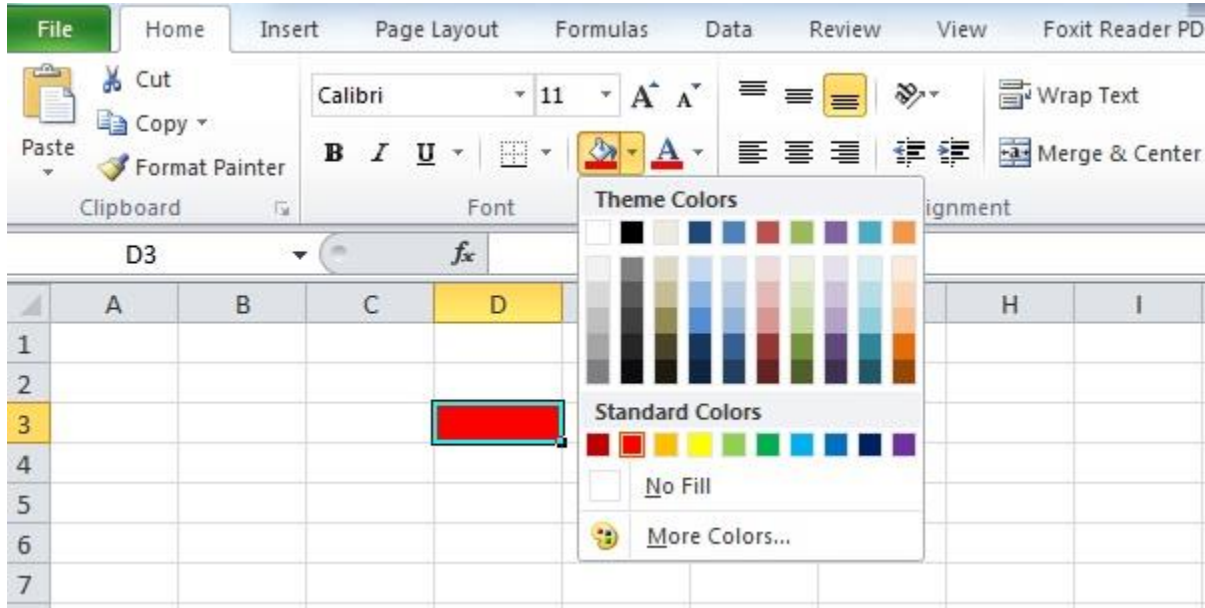 File Home Insert Page Layout Formulas Data Review View Foxit Reader PD
Cut
Calibri 11 A A Wrap Text
Copy
Paste
B I U A Merge & Center
Format Painter
Clipboard Font ignment
Theme Colors
D3 fx
A B C D H I
1
2
3
Standard Colors
4
No Fill
5
6
More Colors...
7